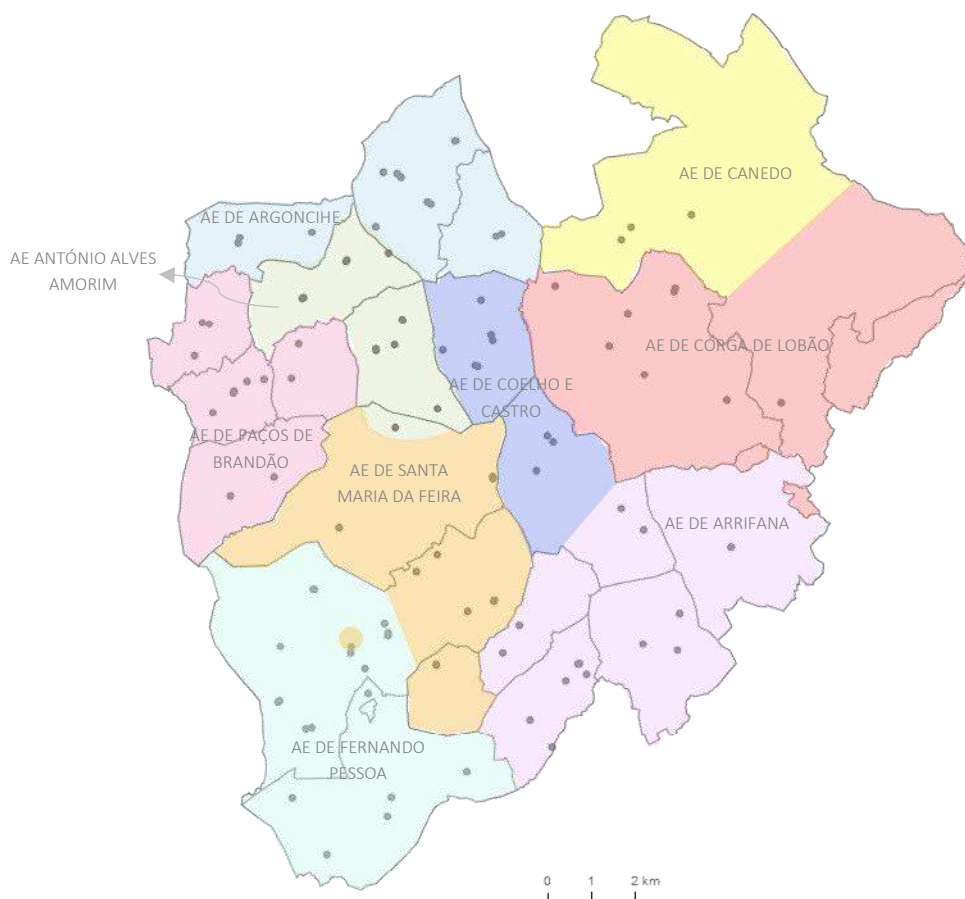 AE DE CANEDO
AE DE ARGONCIHE
AE ANTÓNIO ALVES
AMORIM
AE DE CORGA DE LOBÃO
AE DE COELHO E
CASTRO
AE DE PAÇOS DE
BRANDÃO
AE DE SANTA
MARIA DA FEIRA
AE DE ARRIFANA
AE DE FERNANDO
PESSOA
0 1 2 km